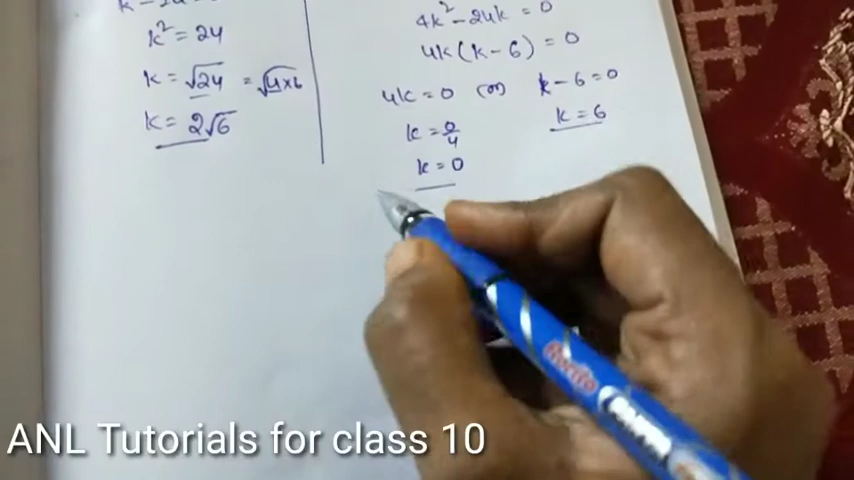 k² = 24
k = √24 = √4×6
k = 2√6
4k² - 24k = 0
4k(k-6) = 0
4k = 0 (or) k - 6 = 0
k = 0/4 k = 6
k = 0
Rorito
ANL Tutorials for class 10